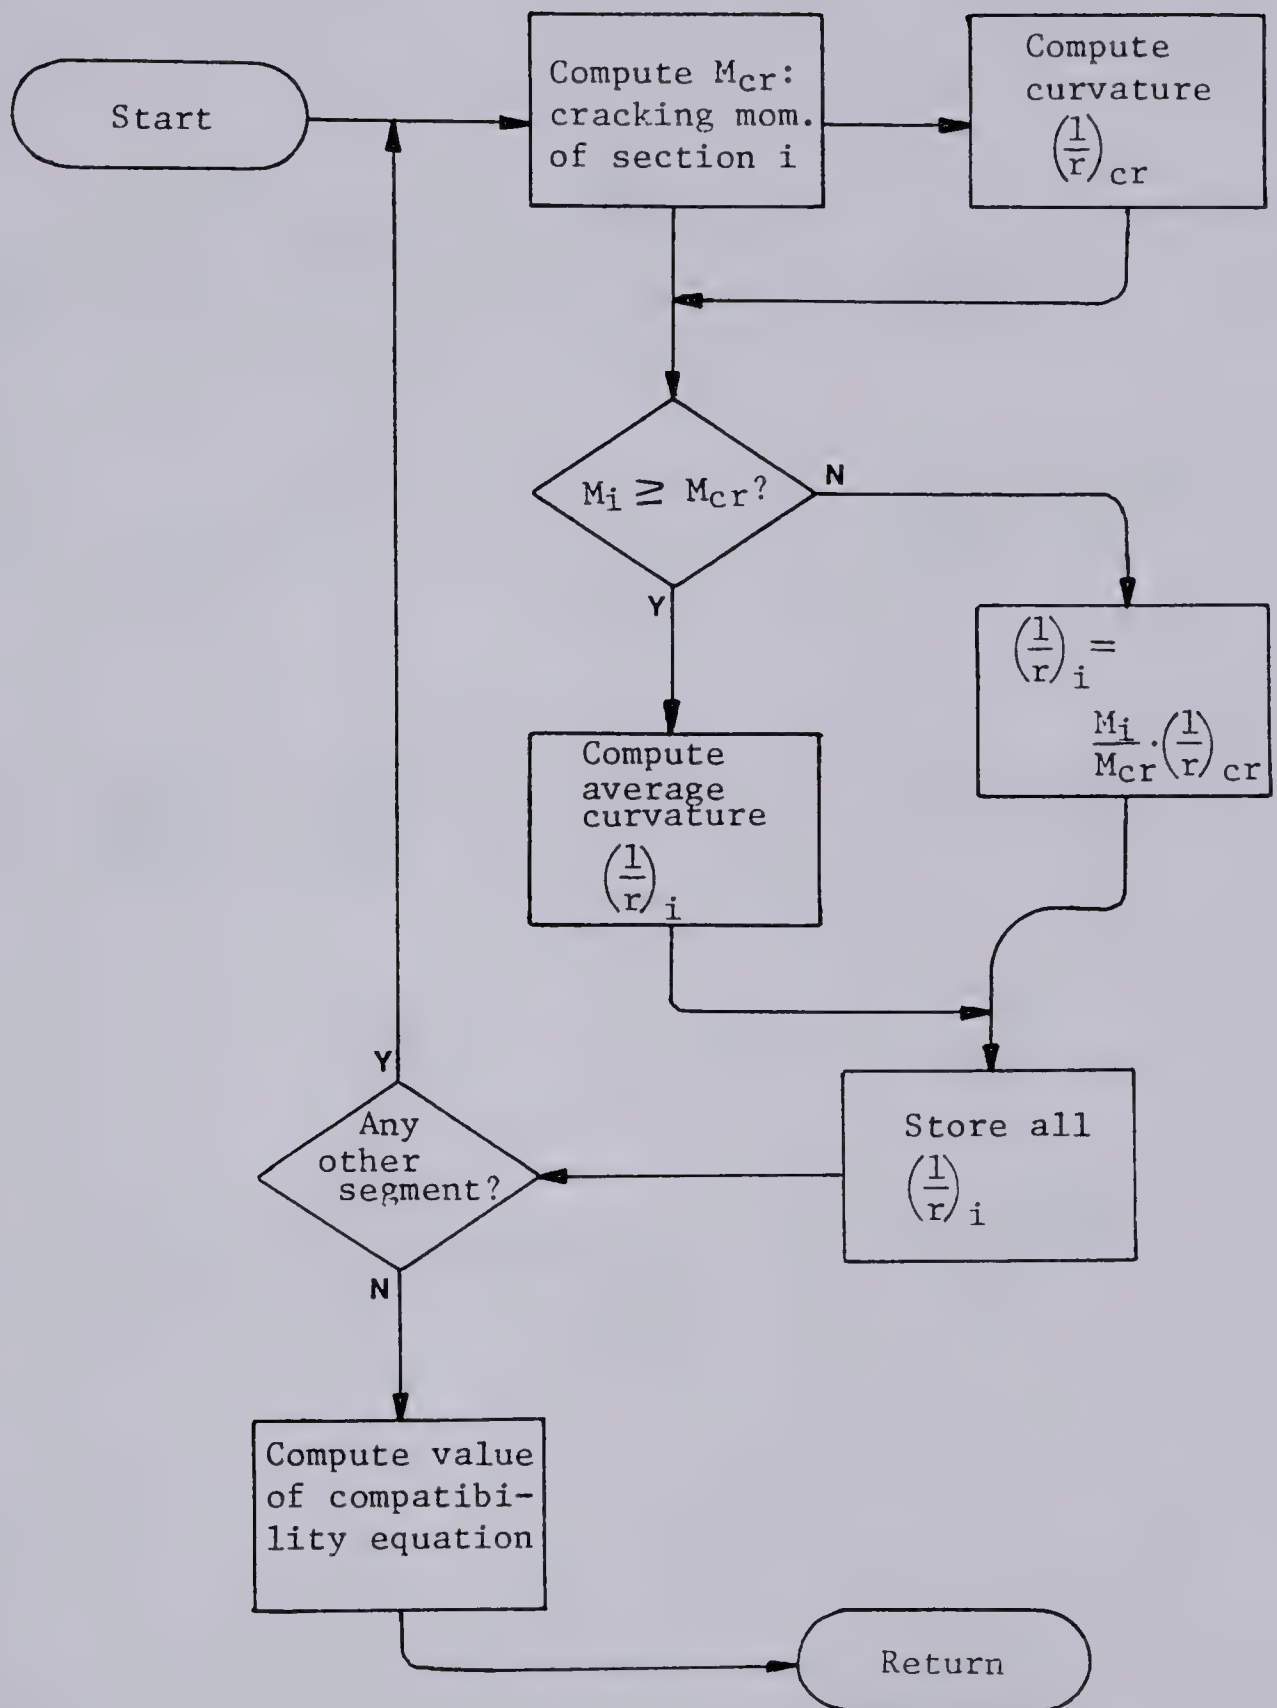 Start
Compute Mcr:
cracking mom.
of section i
Compute
curvature
(1/r)cr
Mi ≥ Mcr?
N
Y
(1/r)i =
Mi/Mcr · (1/r)cr
Compute
average
curvature
(1/r)i
Store all
(1/r)i
Y
Any
other
segment?
N
Compute value
of compatibi-
lity equation
Return